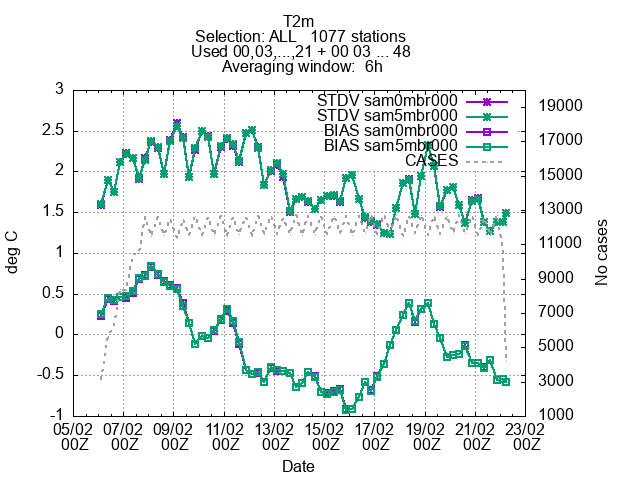 T2m
Selection: ALL   1077 stations
Used 00,03,...,21 + 00 03 ... 48
Averaging window:  6h
STDV sam0mbr000
STDV sam5mbr000
BIAS sam0mbr000
BIAS sam5mbr000
CASES
3
2.5
2
1.5
1
0.5
0
-0.5
-1
deg C
19000
17000
15000
13000
11000
9000
7000
5000
3000
1000
No cases
05/02 07/02 09/02 11/02 13/02 15/02 17/02 19/02 21/02 23/02
00Z 00Z 00Z 00Z 00Z 00Z 00Z 00Z 00Z 00Z
Date